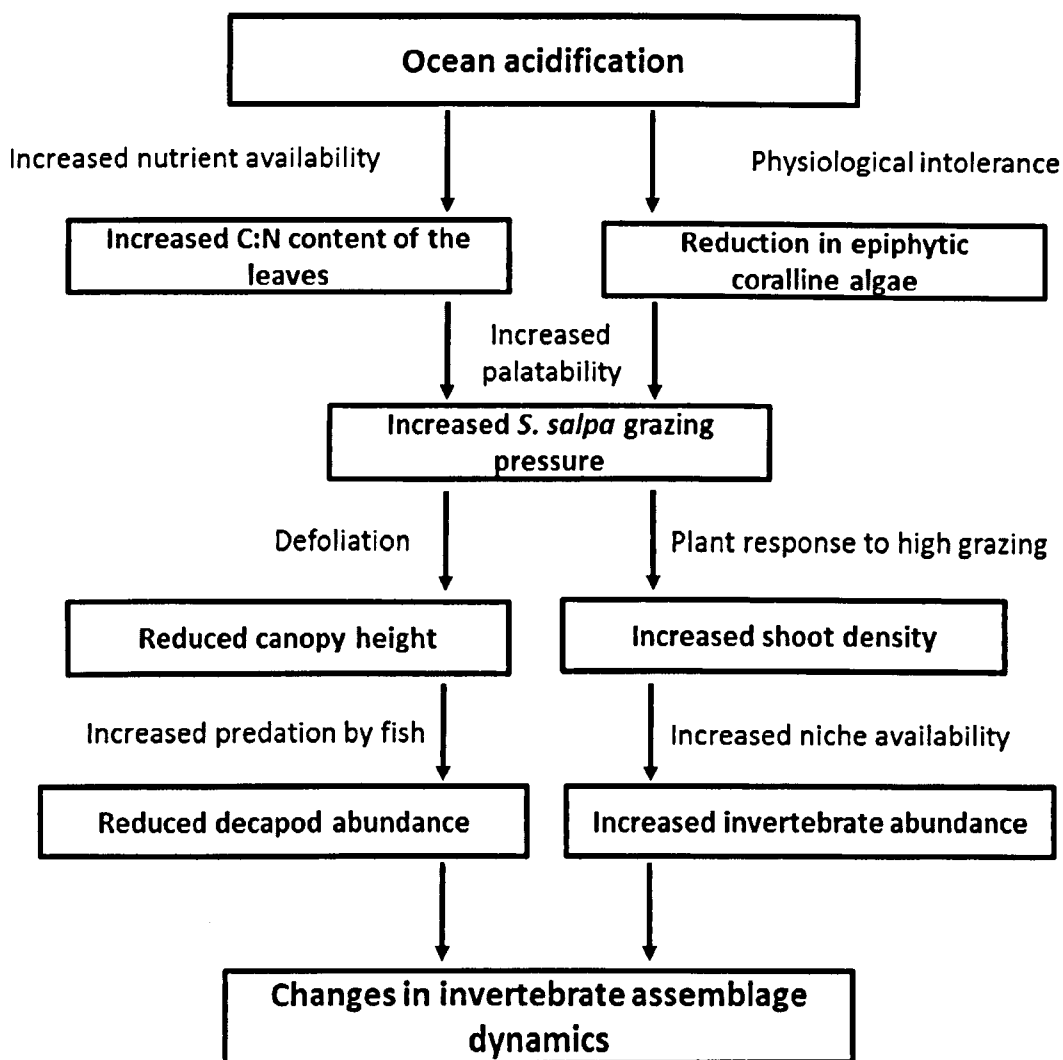 Ocean acidification
Increased nutrient availability
Physiological intolerance
Increased C:N content of the
leaves
Reduction in epiphytic
coralline algae
Increased
palatability
Increased S. salpa grazing
pressure
Defoliation
Plant response to high grazing
Reduced canopy height
Increased shoot density
Increased predation by fish
Increased niche availability
Reduced decapod abundance
Increased invertebrate abundance
Changes in invertebrate assemblage
dynamics